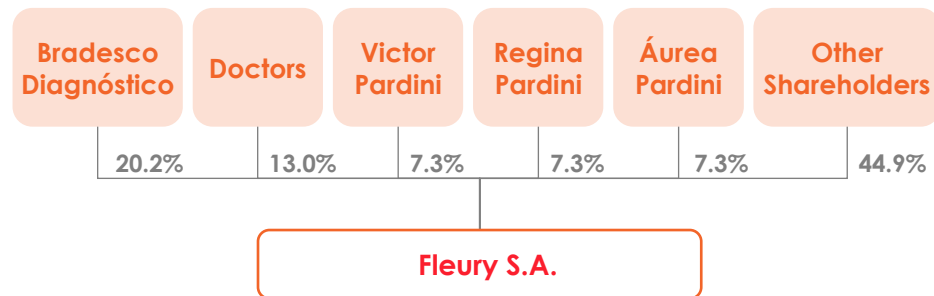 Bradesco
Diagnóstico
Doctors
Victor
Pardini
Regina
Pardini
Áurea
Pardini
Other
Shareholders
20.2%
13.0%
7.3%
7.3%
7.3%
44.9%
Fleury S.A.